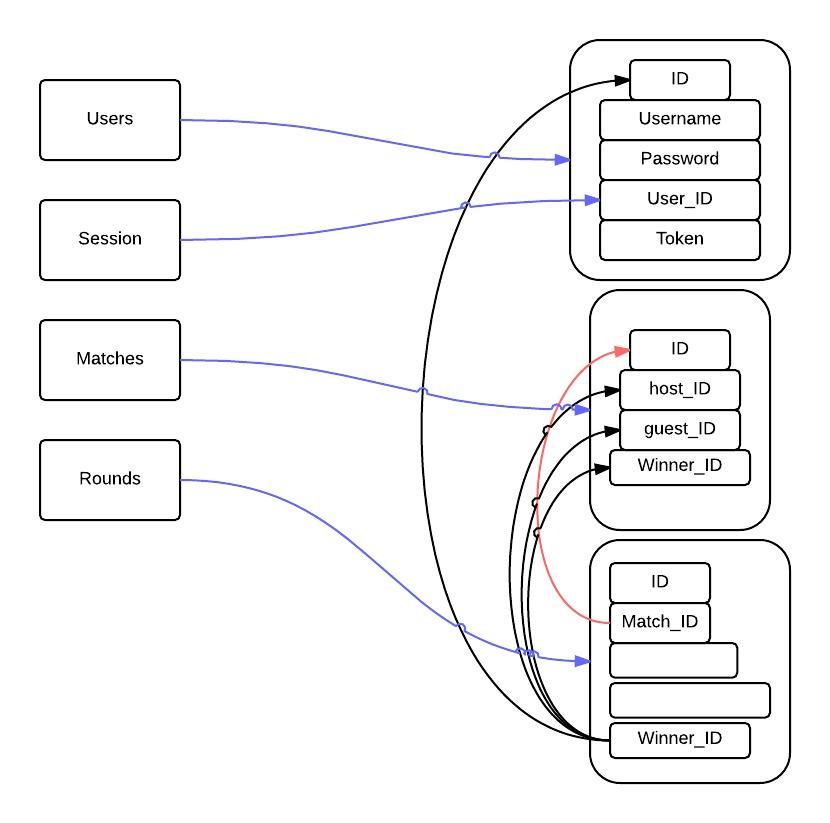 Users
Session
Matches
Rounds
ID
Username
Password
User_ID
Token
ID
host_ID
guest_ID
Winner_ID
ID
Match_ID
Winner_ID